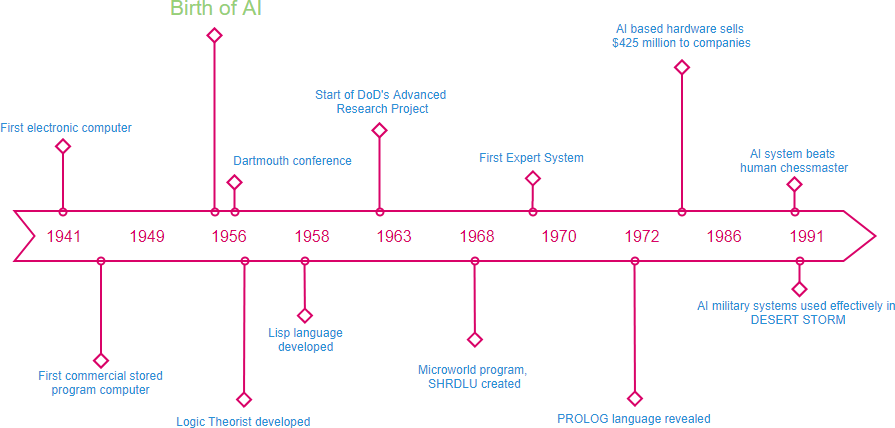 Birth of AI
AI based hardware sells
$425 million to companies
Start of DoD's Advanced
Research Project
First electronic computer
Dartmouth conference
First Expert System
AI system beats
human chessmaster
1941 1949 1956 1958 1963 1968 1970 1972 1986 1991
AI military systems used effectively in
DESERT STORM
Lisp language
developed
First commercial stored
program computer
Microworld program,
SHRDLU created
Logic Theorist developed
PROLOG language revealed